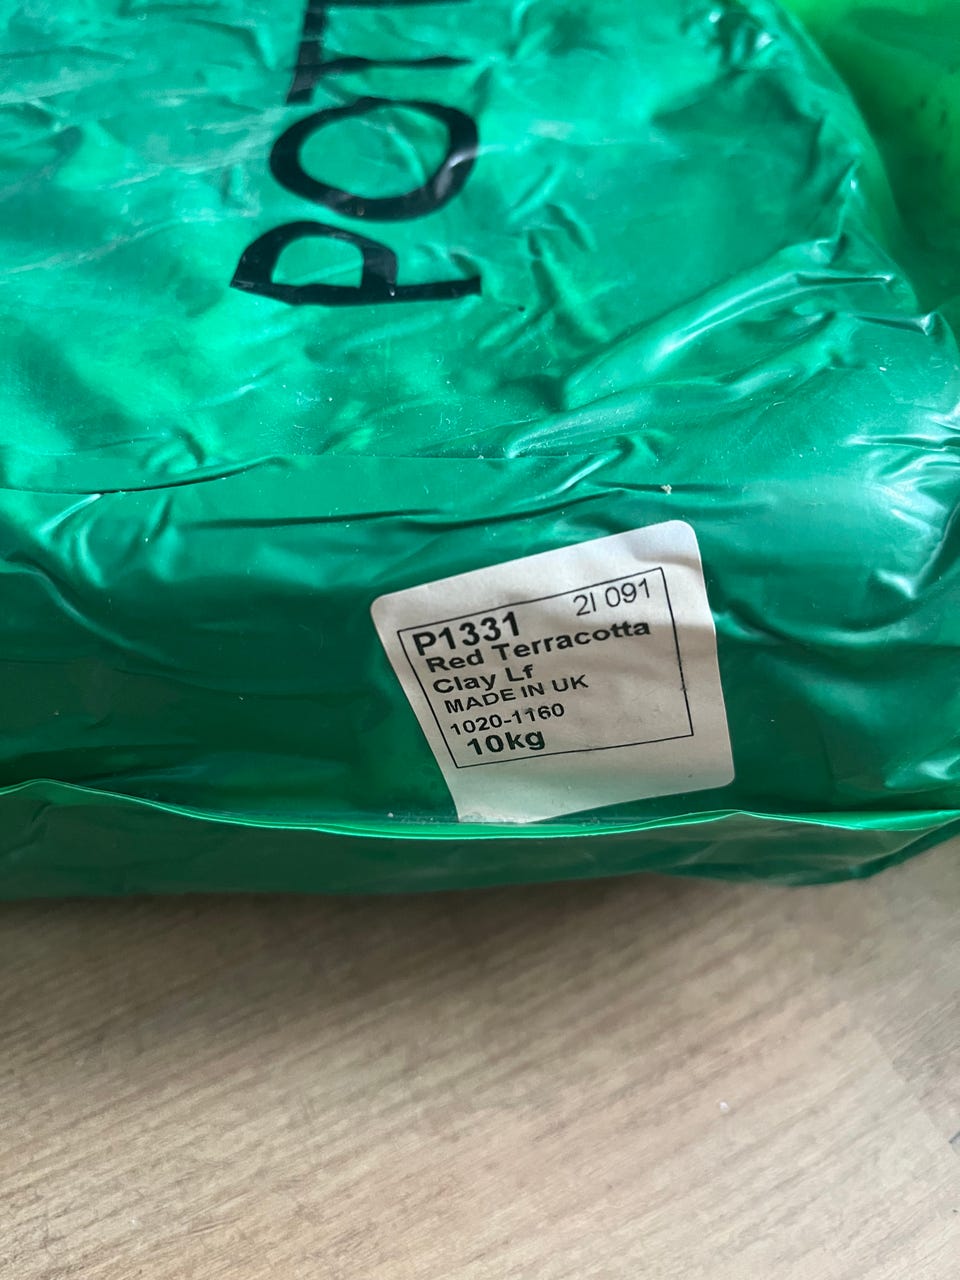 POT
P1331 2I 091
Red Terracotta
Clay Lf
MADE IN UK
1020-1160
10kg